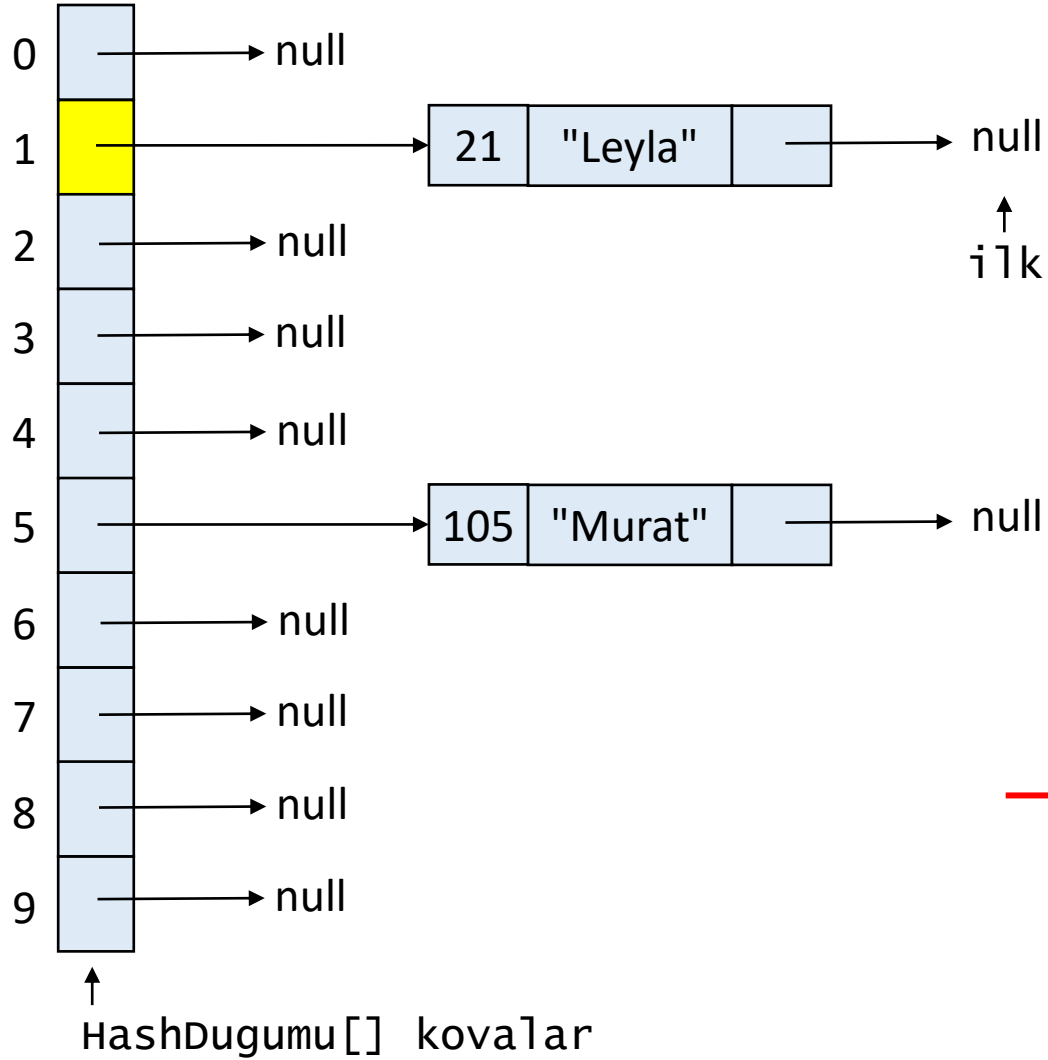 0 null
1 21 "Leyla" null
ilk
2 null
3 null
4 null
5 105 "Murat" null
6 null
7 null
8 null
9 null
HashDugumu[] kovalar